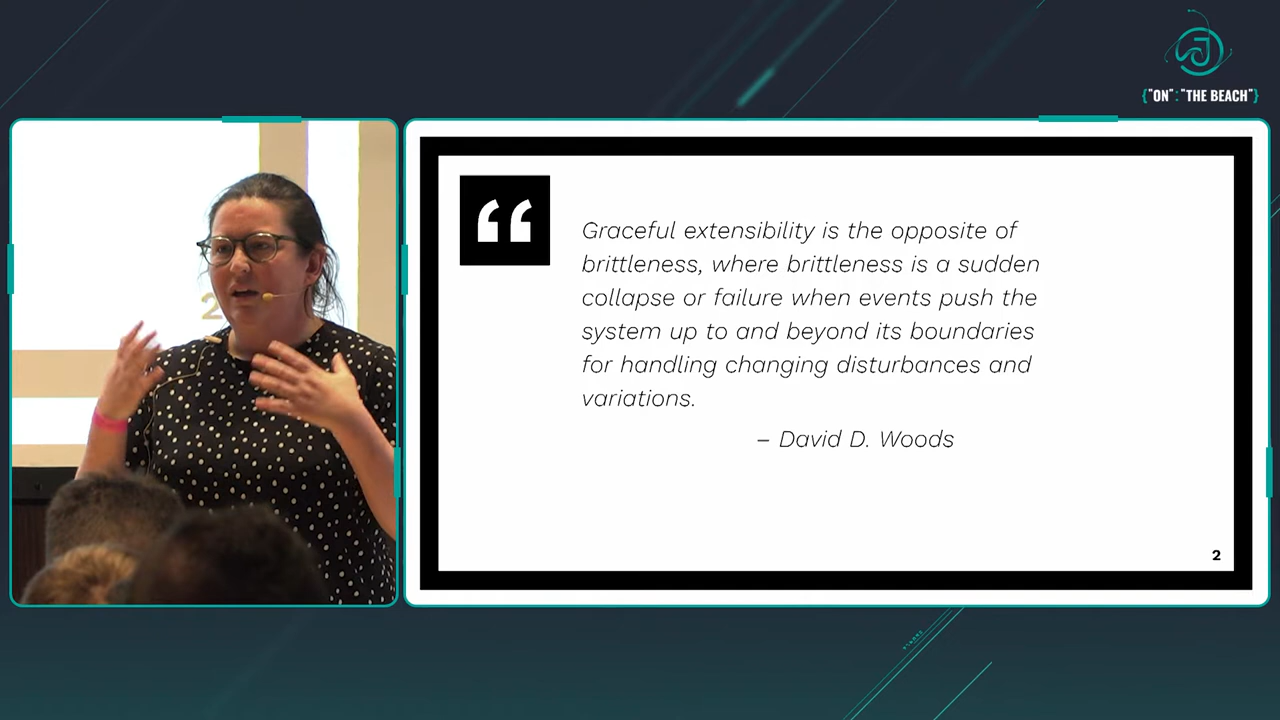 {"ON":"THE BEACH"}
Graceful extensibility is the opposite of
brittleness, where brittleness is a sudden
collapse or failure when events push the
system up to and beyond its boundaries
for handling changing disturbances and
variations.
– David D. Woods
2
2